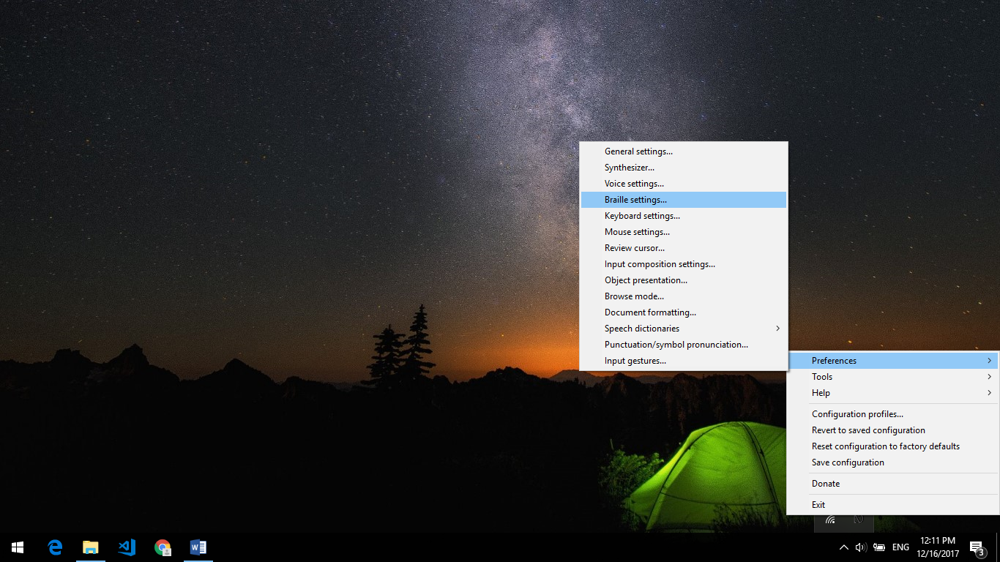 General settings...
Synthesizer...
Voice settings...
Braille settings...
Keyboard settings...
Mouse settings...
Review cursor...
Input composition settings...
Object presentation...
Browse mode...
Document formatting...
Speech dictionaries
Punctuation/symbol pronunciation...
Input gestures...
Preferences
Tools
Help
Configuration profiles...
Revert to saved configuration
Reset configuration to factory defaults
Save configuration
Donate
Exit
ENG
12:11 PM
12/16/2017
3